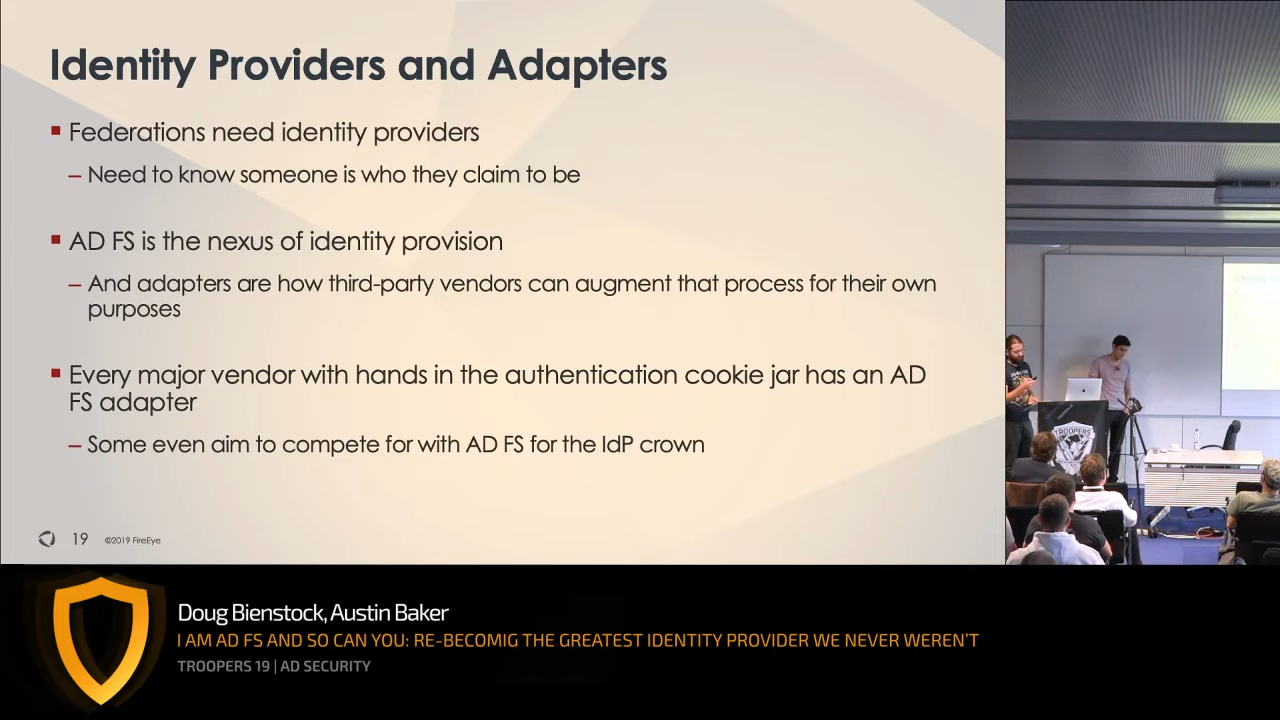 Identity Providers and Adapters
▪ Federations need identity providers
– Need to know someone is who they claim to be
▪ AD FS is the nexus of identity provision
– And adapters are how third-party vendors can augment that process for their own
purposes
▪ Every major vendor with hands in the authentication cookie jar has an AD
FS adapter
– Some even aim to compete for with AD FS for the IdP crown
19 ©2019 FireEye
TROOPERS
Doug Bienstock, Austin Baker
I AM AD FS AND SO CAN YOU: RE-BECOMIG THE GREATEST IDENTITY PROVIDER WE NEVER WEREN'T
TROOPERS 19 | AD SECURITY